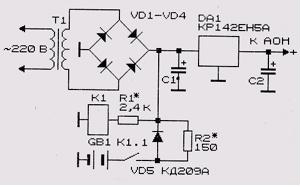 T1
VD1-VD4
DA1
КР142ЕН5А
~220 В
К АОН
+
+
C1
+
C2
K1
R1*
2,4 К
GB1
K1.1
R2*
150
VD5 КД209А